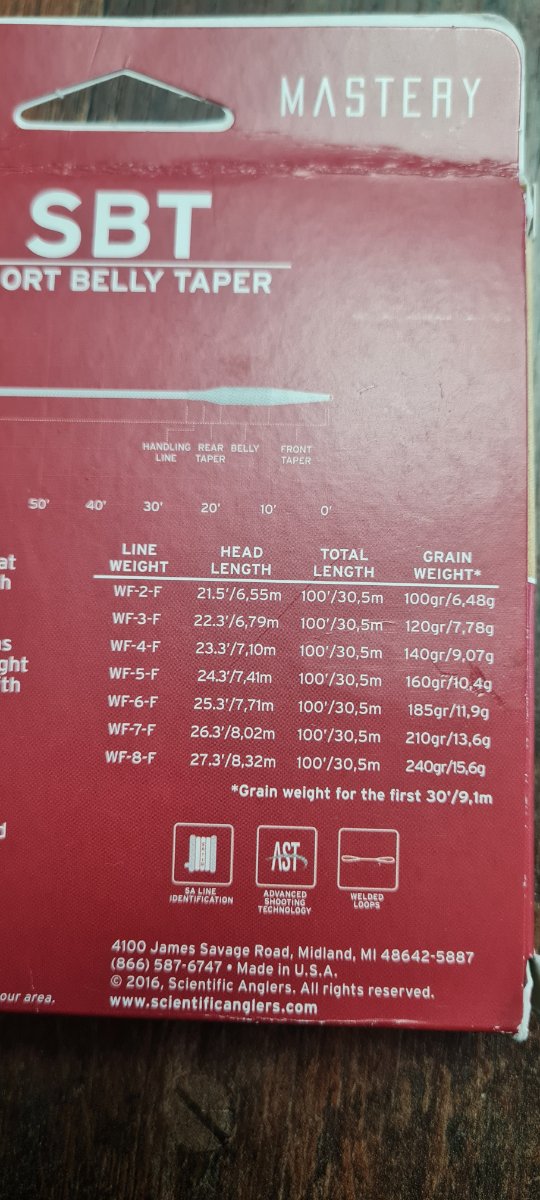 MASTERY
SBT
ORT BELLY TAPER
HANDLING LINE REAR TAPER BELLY FRONT TAPER
50' 40' 30' 20' 10' 0'
LINE WEIGHT HEAD LENGTH TOTAL LENGTH GRAIN WEIGHT*
WF-2-F 21.5'/6,55m 100'/30,5m 100gr/6,48g
WF-3-F 22.3'/6,79m 100'/30,5m 120gr/7,78g
WF-4-F 23.3'/7,10m 100'/30,5m 140gr/9,07g
WF-5-F 24.3'/7,41m 100'/30,5m 160gr/10,4g
WF-6-F 25.3'/7,71m 100'/30,5m 185gr/11,9g
WF-7-F 26.3'/8,02m 100'/30,5m 210gr/13,6g
WF-8-F 27.3'/8,32m 100'/30,5m 240gr/15,6g
*Grain weight for the first 30'/9,1m
at
h
s
ght
th
d
AST
SA LINE IDENTIFICATION
ADVANCED SHOOTING TECHNOLOGY
WELDED LOOPS
4100 James Savage Road, Midland, MI 48642-5887
(866) 587-6747 • Made in U.S.A.
© 2016, Scientific Anglers. All rights reserved.
our area.
www.scientificanglers.com